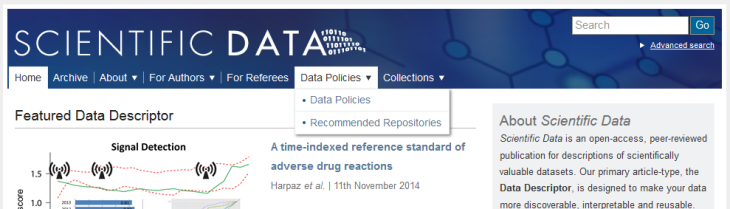 SCIENTIFIC DATA
Search Go
Advanced search
Home Archive About For Authors For Referees Data Policies Collections
Data Policies
Recommended Repositories
Featured Data Descriptor
Signal Detection
1.5
1.0
score
A time-indexed reference standard of
adverse drug reactions
Harpaz et al. | 11th November 2014
About Scientific Data
Scientific Data is an open-access, peer-reviewed
publication for descriptions of scientifically
valuable datasets. Our primary article-type, the
Data Descriptor, is designed to make your data
more discoverable, interpretable and reusable.